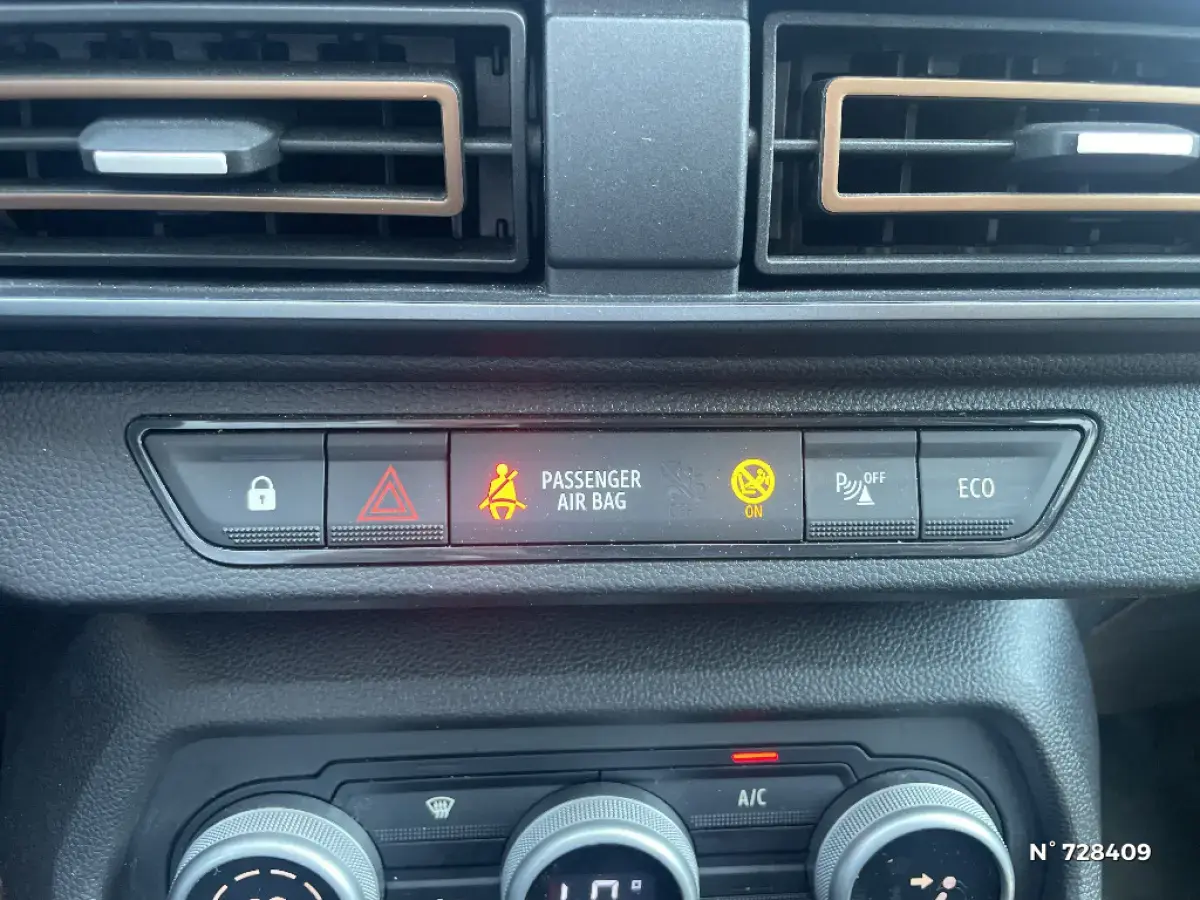 PASSENGER
AIR BAG
ON
P OFF
ECO
A/C
N° 728409